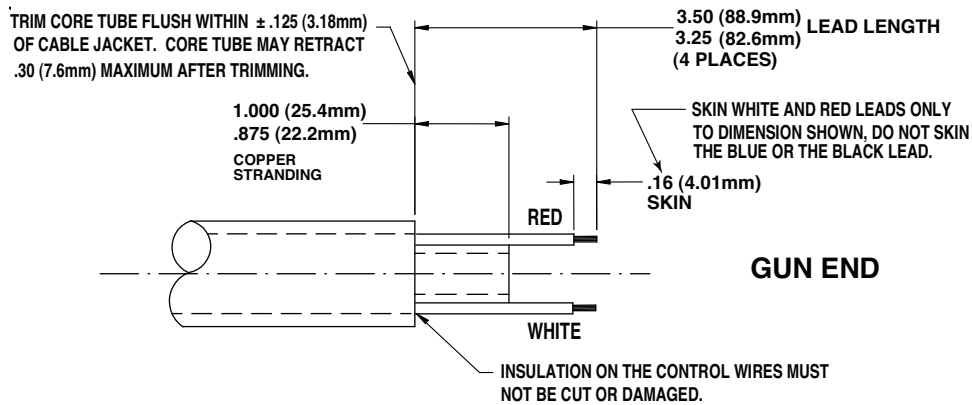 TRIM CORE TUBE FLUSH WITHIN ± .125 (3.18mm)
OF CABLE JACKET. CORE TUBE MAY RETRACT
.30 (7.6mm) MAXIMUM AFTER TRIMMING.
3.50 (88.9mm)
3.25 (82.6mm)
(4 PLACES)
LEAD LENGTH
1.000 (25.4mm)
.875 (22.2mm)
COPPER
STRANDING
SKIN WHITE AND RED LEADS ONLY
TO DIMENSION SHOWN, DO NOT SKIN
THE BLUE OR THE BLACK LEAD.
.16 (4.01mm)
SKIN
RED
GUN END
WHITE
INSULATION ON THE CONTROL WIRES MUST
NOT BE CUT OR DAMAGED.